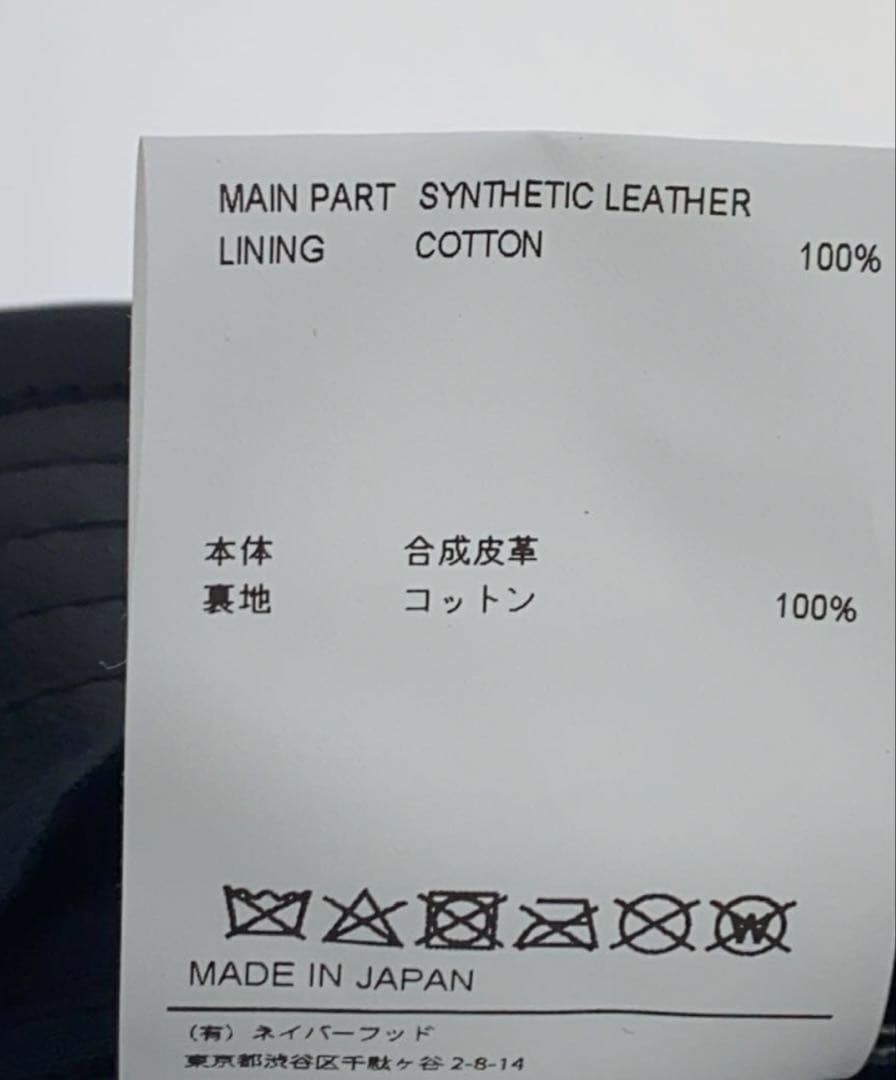 MAIN PART SYNTHETIC LEATHER
LINING COTTON 100%
本体 合成皮革
裏地 コットン 100%
W
MADE IN JAPAN
(有) ネイバーフッド
東京都渋谷区千駄ヶ谷 2-8-14